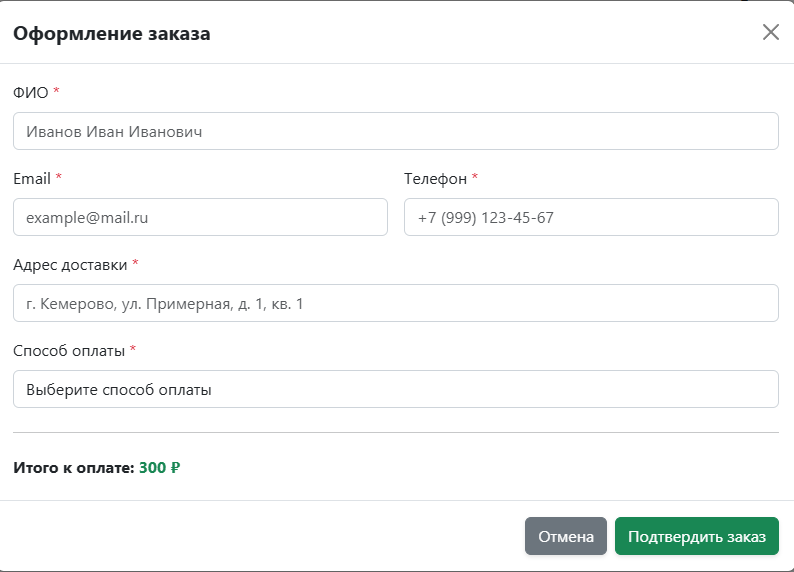 Оформление заказа
ФИО *
Иванов Иван Иванович
Email * Телефон *
example@mail.ru +7 (999) 123-45-67
Адрес доставки *
г. Кемерово, ул. Примерная, д. 1, кв. 1
Способ оплаты *
Выберите способ оплаты
Итого к оплате: 300 ₽
Отмена Подтвердить заказ